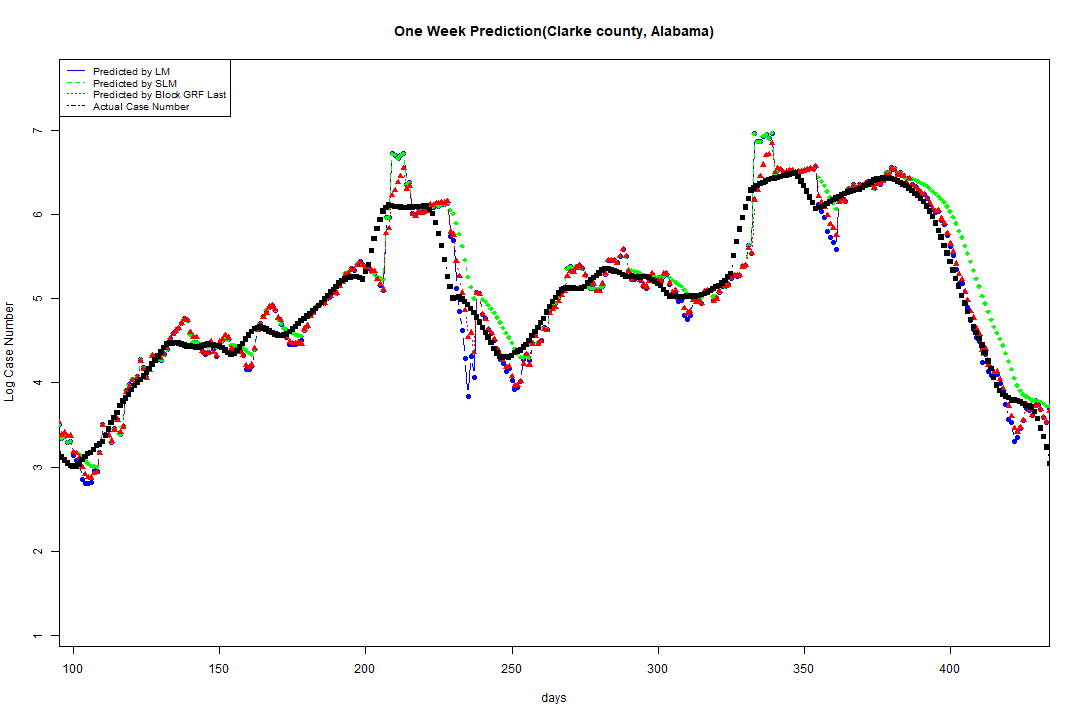 One Week Prediction(Clarke county, Alabama)
Predicted by LM
Predicted by SLM
Predicted by Block GRF Last
Actual Case Number
Log Case Number
7
6
5
4
3
2
1
100 150 200 250 300 350 400
days